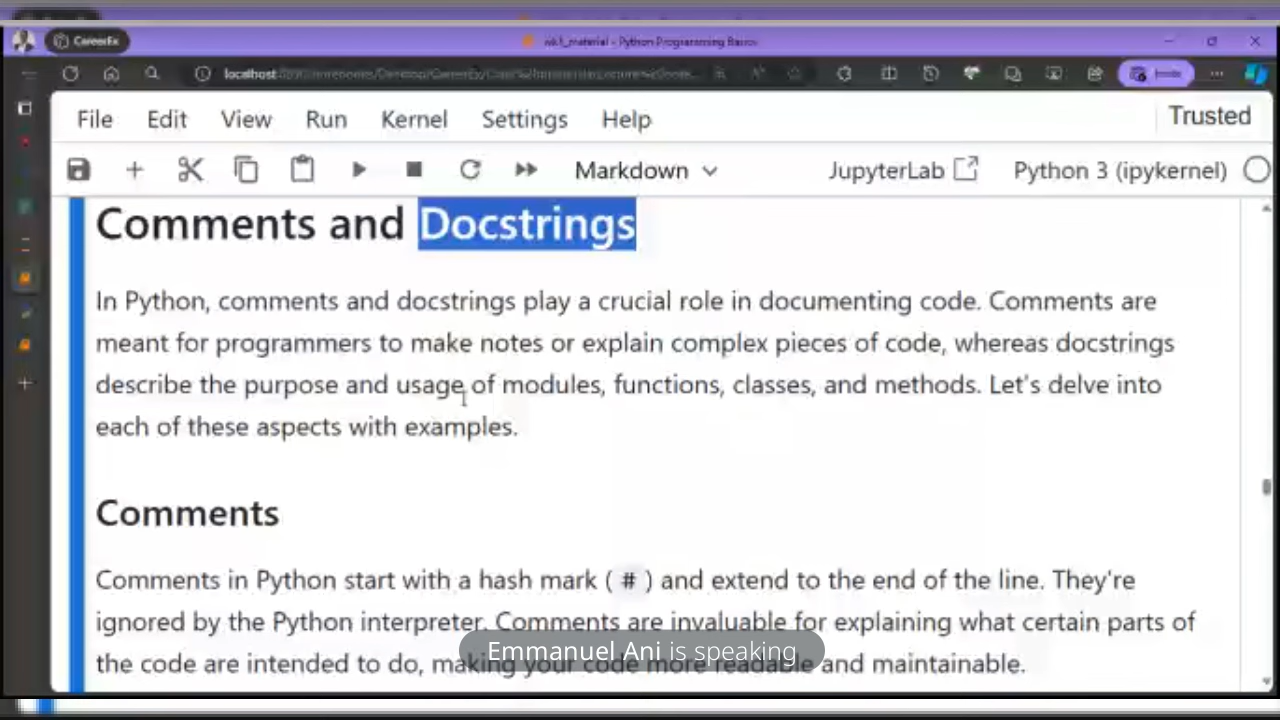 CareerEx
wk1_material - Python Programming Basics
localhost
File Edit View Run Kernel Settings Help
Trusted
Markdown
JupyterLab
Python 3 (ipykernel)
Comments and Docstrings
In Python, comments and docstrings play a crucial role in documenting code. Comments are
meant for programmers to make notes or explain complex pieces of code, whereas docstrings
describe the purpose and usage of modules, functions, classes, and methods. Let's delve into
each of these aspects with examples.
Comments
Comments in Python start with a hash mark ( # ) and extend to the end of the line. They're
ignored by the Python interpreter. Comments are invaluable for explaining what certain parts of
the code are intended to do, making your code more readable and maintainable.
Emmanuel Ani is speaking